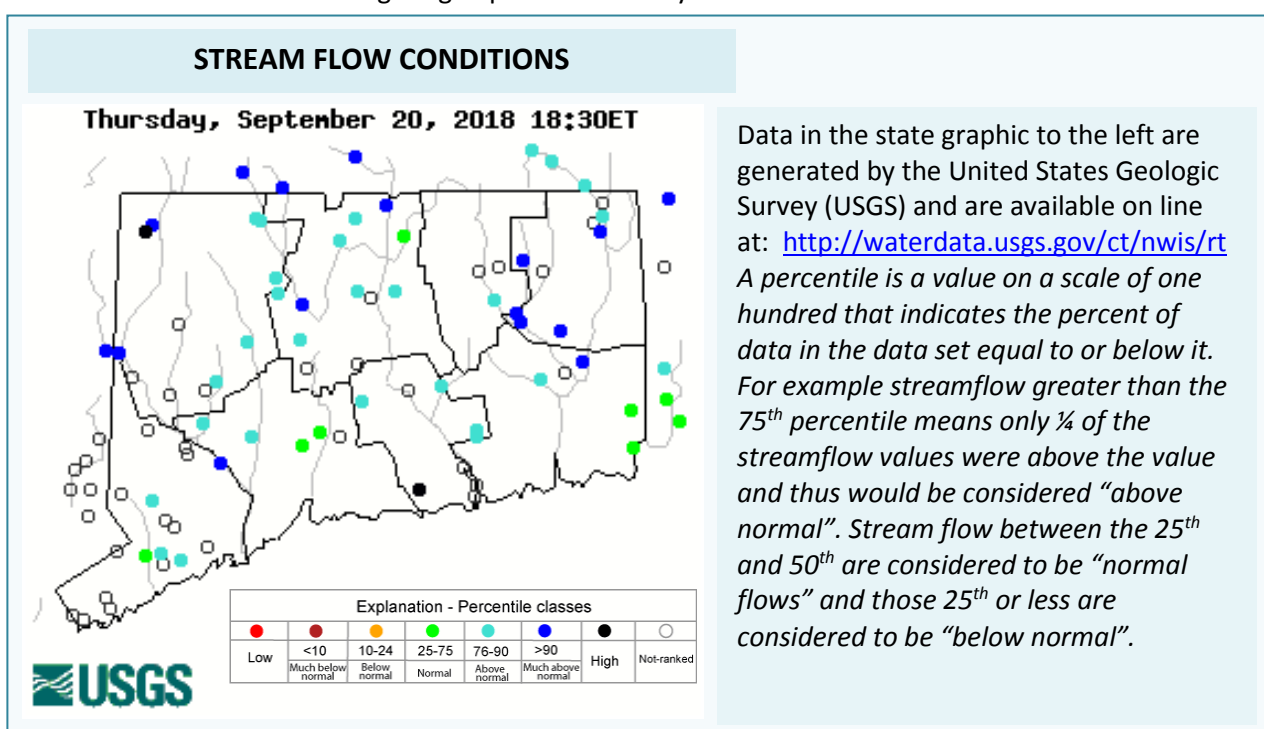 STREAM FLOW CONDITIONS
Thursday, September 20, 2018 18:30ET
Explanation - Percentile classes
Low <10 10-24 25-75 76-90 >90 High Not-ranked
Much below normal Below normal Normal Above normal Much above normal
USGS
Data in the state graphic to the left are
generated by the United States Geologic
Survey (USGS) and are available on line
at: http://waterdata.usgs.gov/ct/nwis/rt
A percentile is a value on a scale of one
hundred that indicates the percent of
data in the data set equal to or below it.
For example streamflow greater than the
75th percentile means only ¼ of the
streamflow values were above the value
and thus would be considered “above
normal”. Stream flow between the 25th
and 50th are considered to be “normal
flows” and those 25th or less are
considered to be “below normal”.